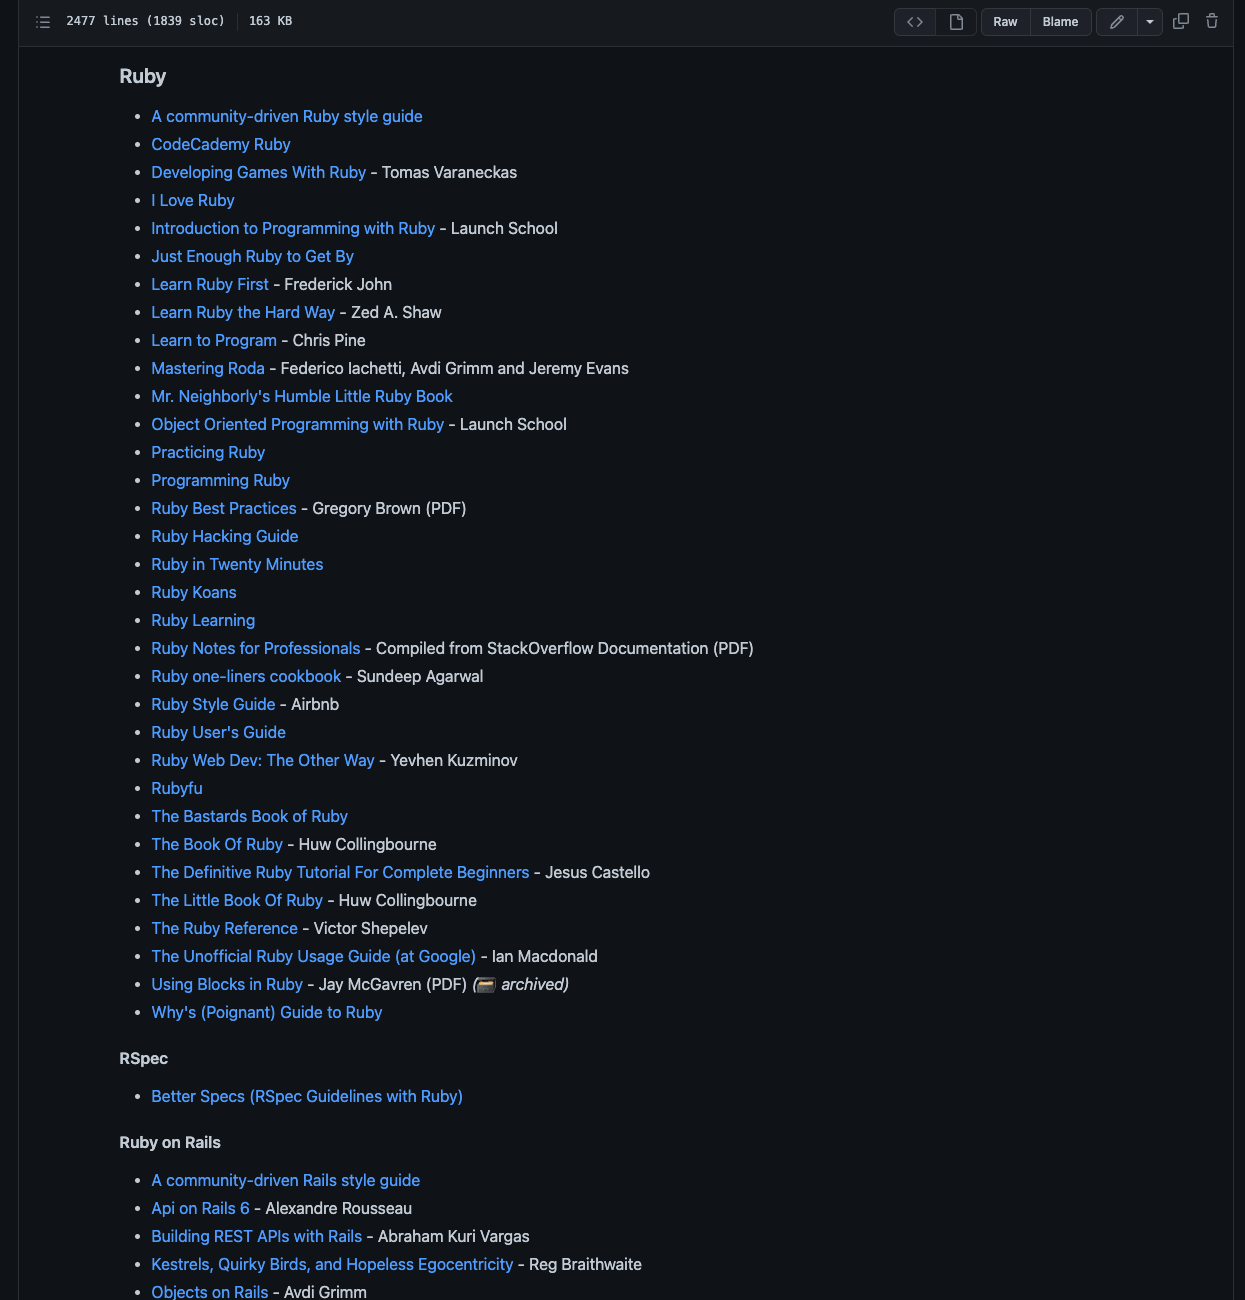 2477 lines (1839 sloc) 163 KB
Raw Blame
Ruby
A community-driven Ruby style guide
CodeCademy Ruby
Developing Games With Ruby - Tomas Varaneckas
I Love Ruby
Introduction to Programming with Ruby - Launch School
Just Enough Ruby to Get By
Learn Ruby First - Frederick John
Learn Ruby the Hard Way - Zed A. Shaw
Learn to Program - Chris Pine
Mastering Roda - Federico Iachetti, Avdi Grimm and Jeremy Evans
Mr. Neighborly's Humble Little Ruby Book
Object Oriented Programming with Ruby - Launch School
Practicing Ruby
Programming Ruby
Ruby Best Practices - Gregory Brown (PDF)
Ruby Hacking Guide
Ruby in Twenty Minutes
Ruby Koans
Ruby Learning
Ruby Notes for Professionals - Compiled from StackOverflow Documentation (PDF)
Ruby one-liners cookbook - Sundeep Agarwal
Ruby Style Guide - Airbnb
Ruby User's Guide
Ruby Web Dev: The Other Way - Yevhen Kuzminov
Rubyfu
The Bastards Book of Ruby
The Book Of Ruby - Huw Collingbourne
The Definitive Ruby Tutorial For Complete Beginners - Jesus Castello
The Little Book Of Ruby - Huw Collingbourne
The Ruby Reference - Victor Shepelev
The Unofficial Ruby Usage Guide (at Google) - Ian Macdonald
Using Blocks in Ruby - Jay McGavren (PDF) (🗃️ archived)
Why's (Poignant) Guide to Ruby
RSpec
Better Specs (RSpec Guidelines with Ruby)
Ruby on Rails
A community-driven Rails style guide
Api on Rails 6 - Alexandre Rousseau
Building REST APIs with Rails - Abraham Kuri Vargas
Kestrels, Quirky Birds, and Hopeless Egocentricity - Reg Braithwaite
Objects on Rails - Avdi Grimm